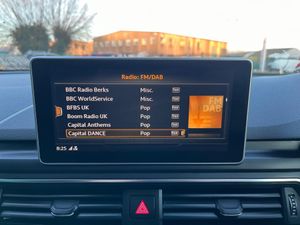 Radio: FM/DAB
BBC Radio Berks Misc.
BBC WorldService Misc.
BFBS UK Pop
Boom Radio UK Pop
Capital Anthems Pop
Capital DANCE Pop
FM
DAB
8:25